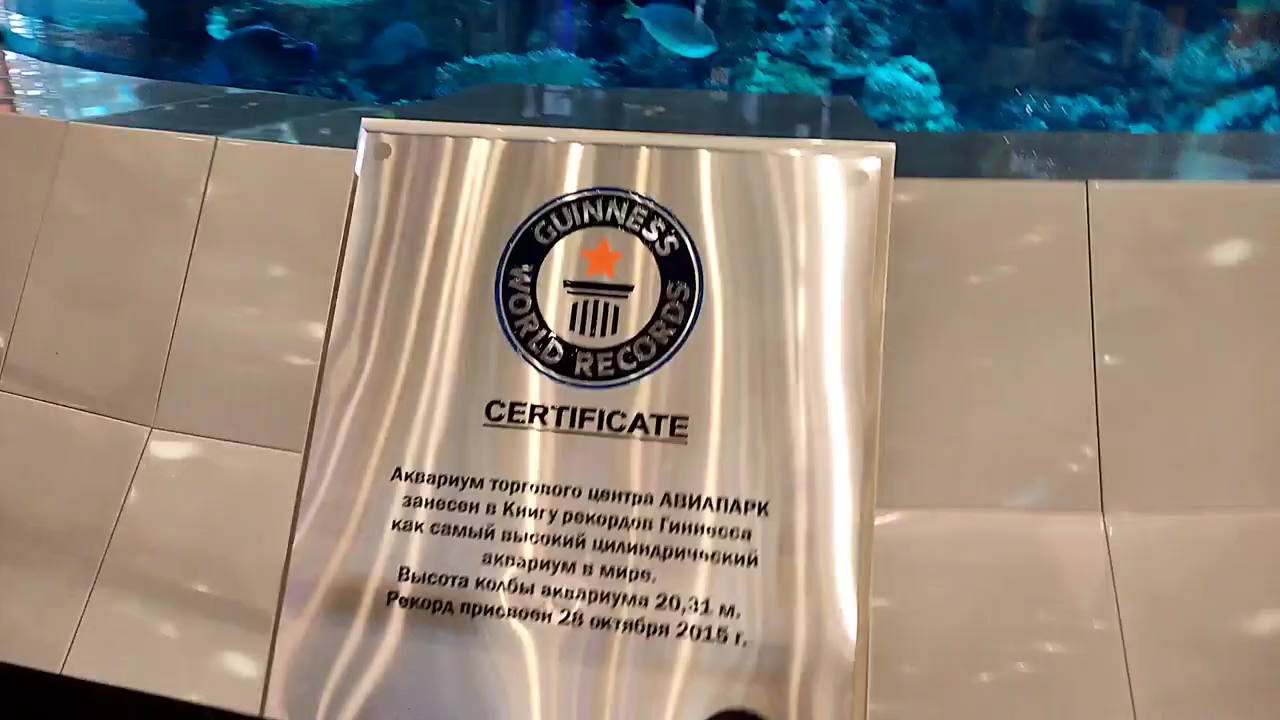 GUINNESS
WORLD RECORDS
CERTIFICATE
Аквариум торгового центра АВИАПАРК
занесен в Книгу рекордов Гиннесса
как самый высокий цилиндрический
аквариум в мире.
Высота колбы аквариума 20,31 м.
Рекорд присвоен 28 октября 2015 г.